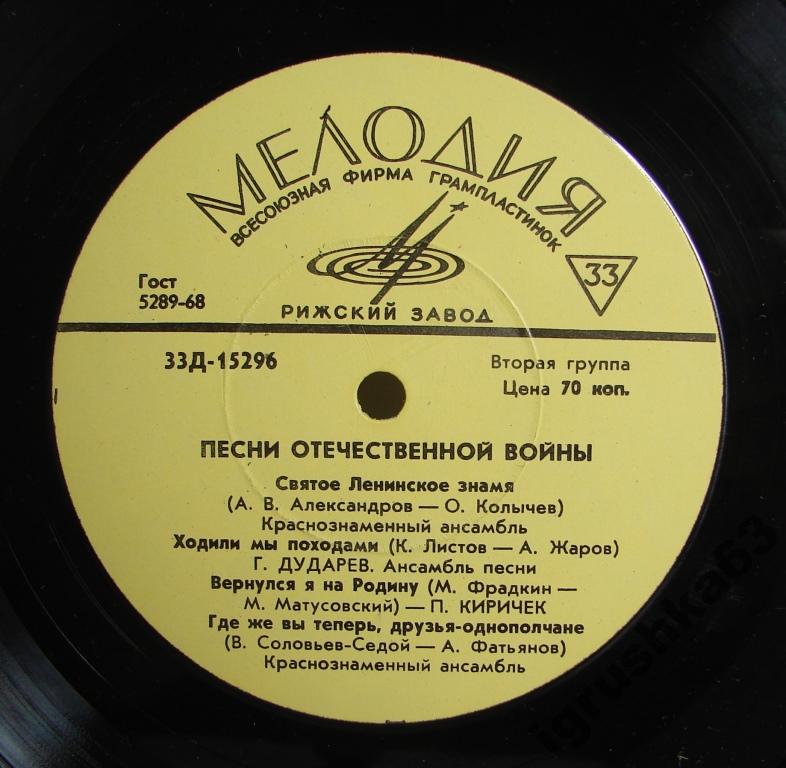 МЕЛОДИЯ
ВСЕСОЮЗНАЯ ФИРМА ГРАМПЛАСТИНОК
33
Гост
5289-68
РИЖСКИЙ ЗАВОД
33Д-15296
Вторая группа
Цена 70 коп.
ПЕСНИ ОТЕЧЕСТВЕННОЙ ВОЙНЫ
Святое Ленинское знамя
(А. В. Александров — О. Колычев)
Краснознаменный ансамбль
Ходили мы походами (К. Листов — А. Жаров)
Г. ДУДАРЕВ. Ансамбль песни
Вернулся я на Родину (М. Фрадкин —
М. Матусовский) — П. КИРИЧЕК
Где же вы теперь, друзья-однополчане
(В. Соловьев-Седой — А. Фатьянов)
Краснознаменный ансамбль
igrushka63